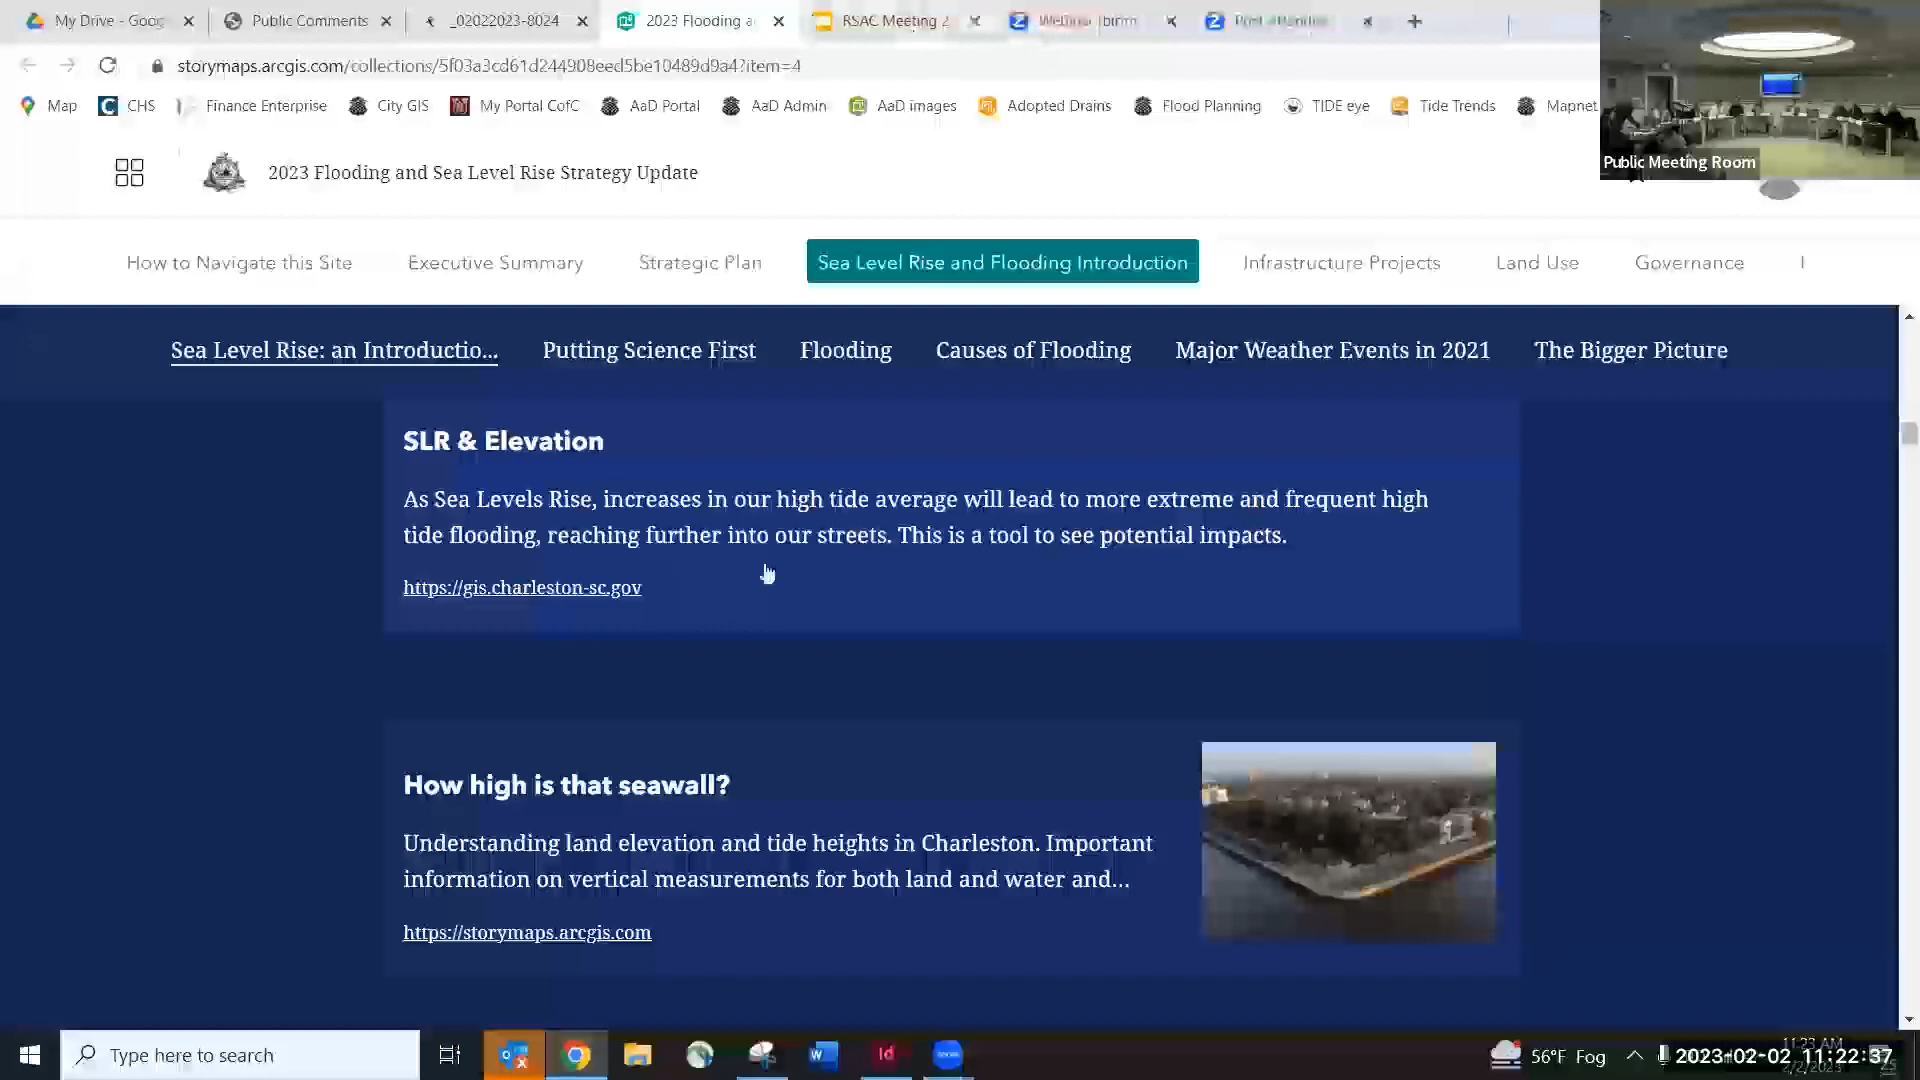 My Drive - Goog
Public Comments
_02022023-8024
2023 Flooding a
RSAC Meeting 2
Webinar
storymaps.arcgis.com/collections/5f03a3cd61d244908eed5be10489d9a4?item=4
Map
CHS
Finance Enterprise
City GIS
My Portal CofC
AaD Portal
AaD Admin
AaD images
Adopted Drains
Flood Planning
TIDE eye
Tide Trends
Mapnet
Public Meeting Room
2023 Flooding and Sea Level Rise Strategy Update
How to Navigate this Site
Executive Summary
Strategic Plan
Sea Level Rise and Flooding Introduction
Infrastructure Projects
Land Use
Governance
Sea Level Rise: an Introductio...
Putting Science First
Flooding
Causes of Flooding
Major Weather Events in 2021
The Bigger Picture
SLR & Elevation
As Sea Levels Rise, increases in our high tide average will lead to more extreme and frequent high
tide flooding, reaching further into our streets. This is a tool to see potential impacts.
https://gis.charleston-sc.gov
How high is that seawall?
Understanding land elevation and tide heights in Charleston. Important
information on vertical measurements for both land and water and...
https://storymaps.arcgis.com
Type here to search
56°F Fog
11:23 AM
2023-02-02 11:22:37
2/2/2023